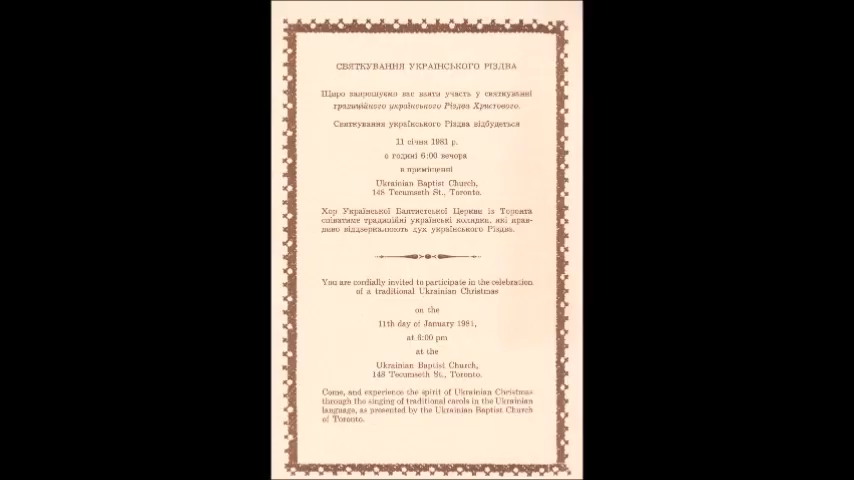 СВЯТКУВАННЯ УКРАЇНСЬКОГО РІЗДВА
Щиро запрошуємо вас взяти участь у святкуванні
традиційного українського Різдва Христового.
Святкування українського Різдва відбудеться
11 січня 1981 р.
о годині 6:00 вечора
в приміщенні
Ukrainian Baptist Church,
148 Tecumseth St., Toronto.
Хор Української Баптистської Церкви із Торонта
співатиме традиційні українські колядки, які прав-
диво віддзеркалюють дух українського Різдва.
You are cordially invited to participate in the celebration
of a traditional Ukrainian Christmas
on the
11th day of January 1981,
at 6:00 pm
at the
Ukrainian Baptist Church,
148 Tecumseth St., Toronto.
Come, and experience the spirit of Ukrainian Christmas
through the singing of traditional carols in the Ukrainian
language, as presented by the Ukrainian Baptist Church
of Toronto.